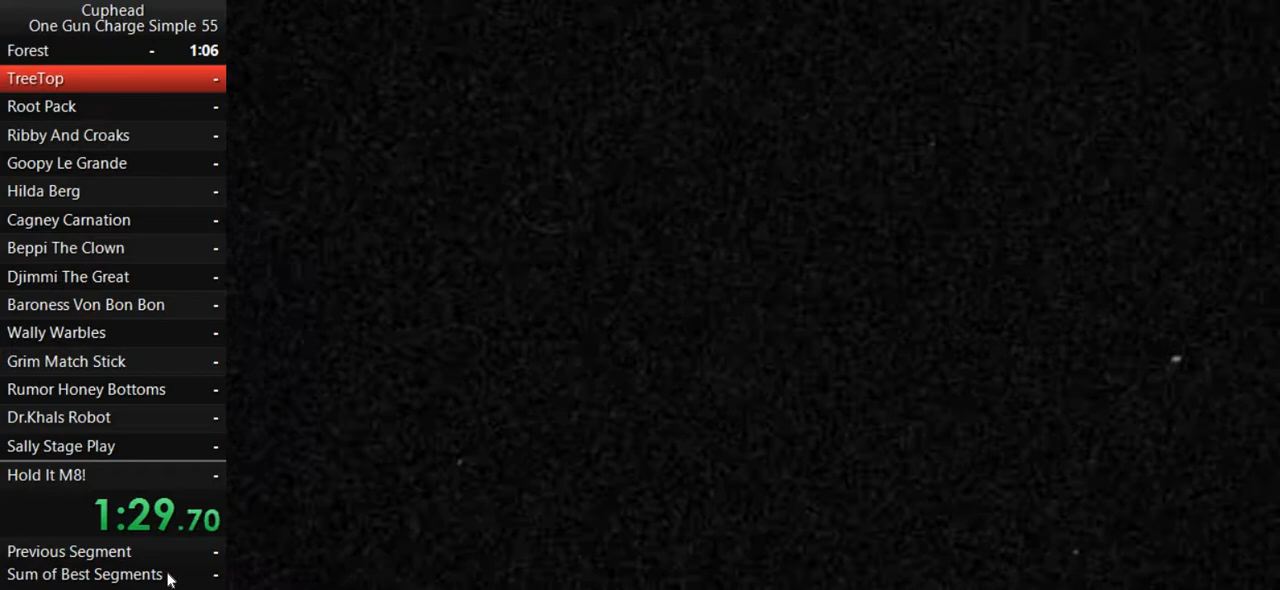 Cuphead
One Gun Charge Simple 55
Forest - 1:06
TreeTop -
Root Pack -
Ribby And Croaks -
Goopy Le Grande -
Hilda Berg -
Cagney Carnation -
Beppi The Clown -
Djimmi The Great -
Baroness Von Bon Bon -
Wally Warbles -
Grim Match Stick -
Rumor Honey Bottoms -
Dr.Khals Robot -
Sally Stage Play -
Hold It M8! -
1:29.70
Previous Segment -
Sum of Best Segments -